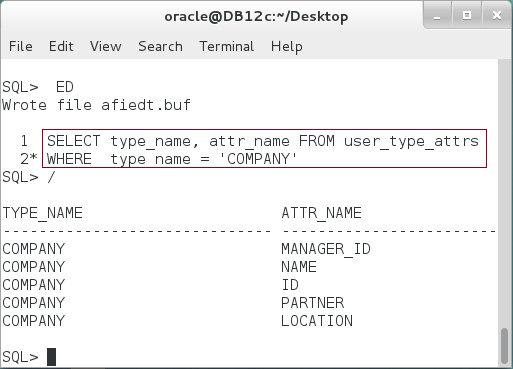 oracle@DB12c:~/Desktop
File Edit View Search Terminal Help
SQL>  ED
Wrote file afiedt.buf
  1  SELECT type_name, attr_name FROM user_type_attrs
  2* WHERE  type_name = 'COMPANY'
SQL> /
TYPE_NAME                      ATTR_NAME
------------------------------ ------------------------
COMPANY                        MANAGER_ID
COMPANY                        NAME
COMPANY                        ID
COMPANY                        PARTNER
COMPANY                        LOCATION
SQL>